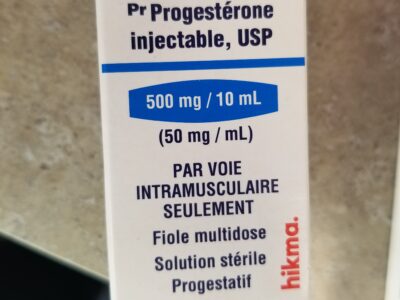 Pr Progestérone
injectable, USP
500 mg / 10 mL
(50 mg / mL)
PAR VOIE
INTRAMUSCULAIRE
SEULEMENT
Fiole multidose
Solution stérile
Progestatif
hikma.